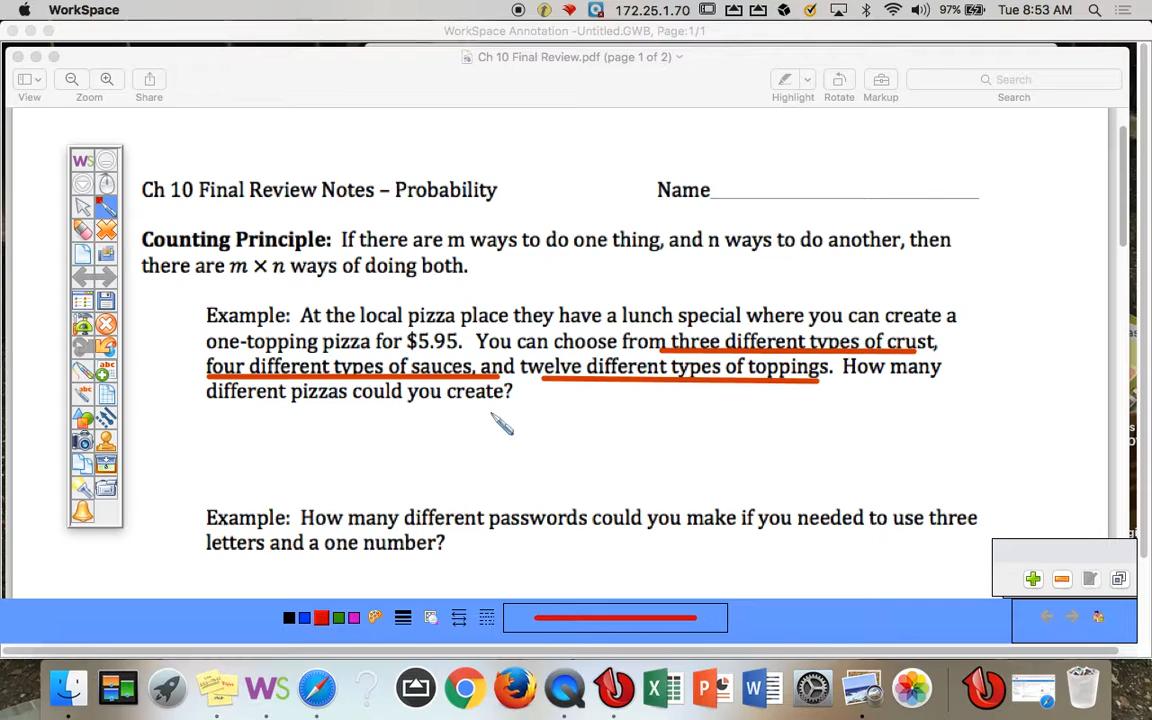 WorkSpace
172.25.1.70
97%
Tue 8:53 AM
WorkSpace Annotation -Untitled.GWB, Page:1/1
Ch 10 Final Review.pdf (page 1 of 2)
View
Zoom
Share
Highlight
Rotate
Markup
Search
Search
WS
Ch 10 Final Review Notes – Probability
Name
Counting Principle: If there are m ways to do one thing, and n ways to do another, then
there are m × n ways of doing both.
Example: At the local pizza place they have a lunch special where you can create a
one-topping pizza for $5.95. You can choose from three different types of crust,
four different types of sauces, and twelve different types of toppings. How many
different pizzas could you create?
Example: How many different passwords could you make if you needed to use three
letters and a one number?
WS